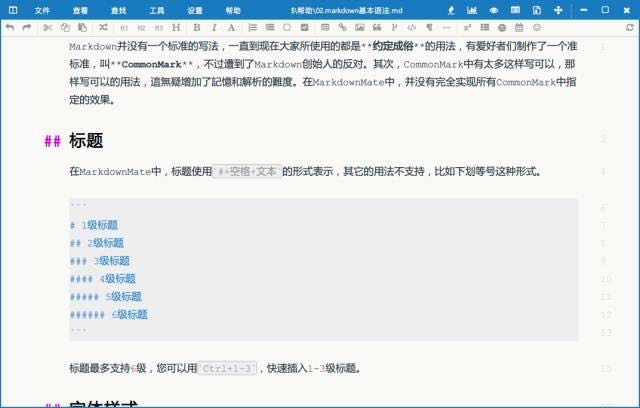 文件 查看 查找 工具 设置 帮助 \帮助\02.markdown基本语法.md
H1 H2 H3 H B I A
Markdown并没有一个标准的写法，一直到现在大家所使用的都是**约定成俗**的用法，有爱好者们制作了一个准 1
标准，叫**CommonMark**，不过遭到了Markdown创始人的反对。其次，CommonMark中有太多这样写可以，那
样写可以的用法，這無疑增加了記憶和解析的難度。在MarkdownMate中，并没有完全实现所有CommonMark中指
定的效果。
## 标题 3
在MarkdownMate中，标题使用`#+空格+文本`的形式表示，其它的用法不支持，比如下划等号这种形式。 4
``` 6
# 1级标题 7
## 2级标题 8
### 3级标题 9
#### 4级标题 10
##### 5级标题 11
###### 6级标题 12
``` 13
标题最多支持6级，您可以用`Ctrl+1~3`，快速插入1-3级标题。 15
## 字体样式